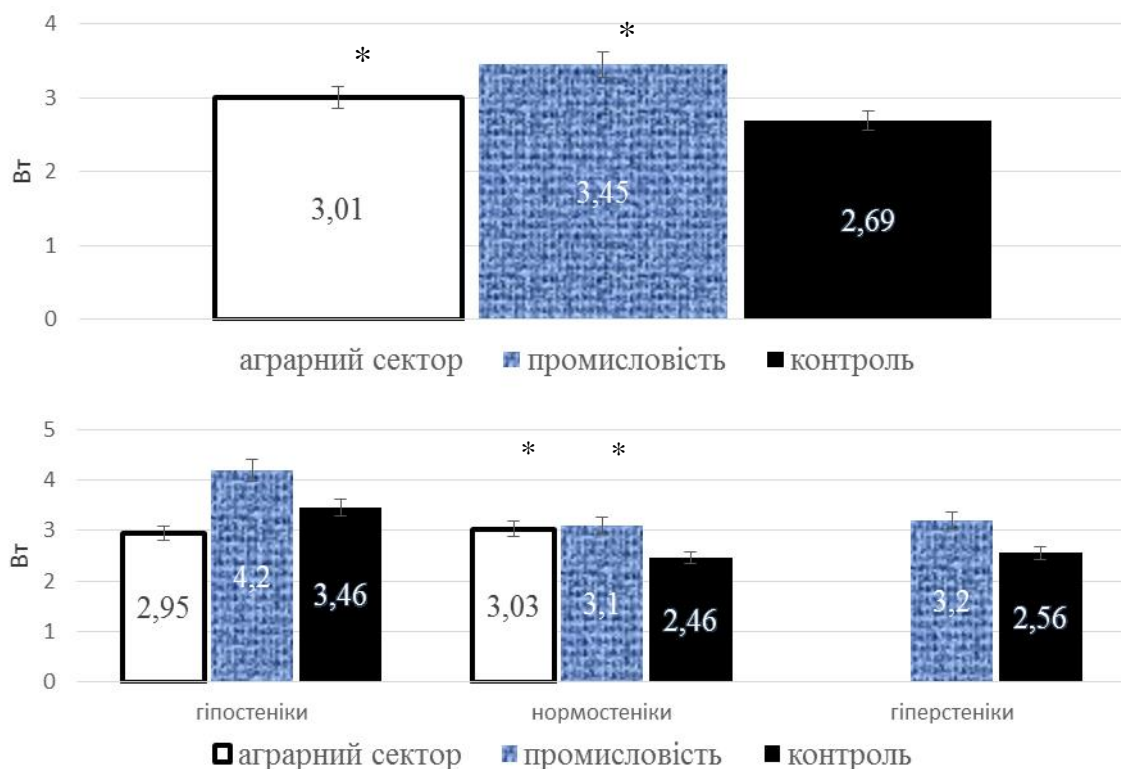 4
* *
3
Вт
2
3,01 3,45 2,69
1
0
аграрний сектор промисловість контроль
5
* *
4
3
Вт
2
2,95 4,2 3,46 3,03 3,1 2,46 3,2 2,56
1
0
гіпостеніки нормостеніки гіперстеніки
аграрний сектор промисловість контроль